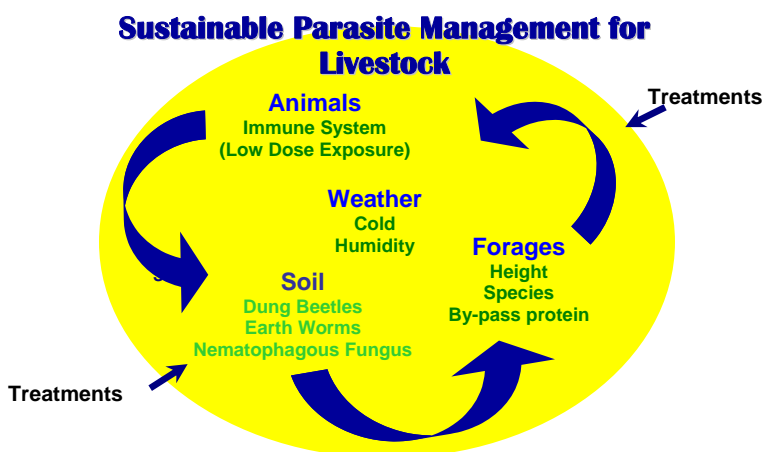 Sustainable Parasite Management for
Livestock
Treatments
Animals
Immune System
(Low Dose Exposure)
Weather
Cold
Humidity
Forages
Height
Species
By-pass protein
Soil
Dung Beetles
Earth Worms
Nematophagous Fungus
Treatments